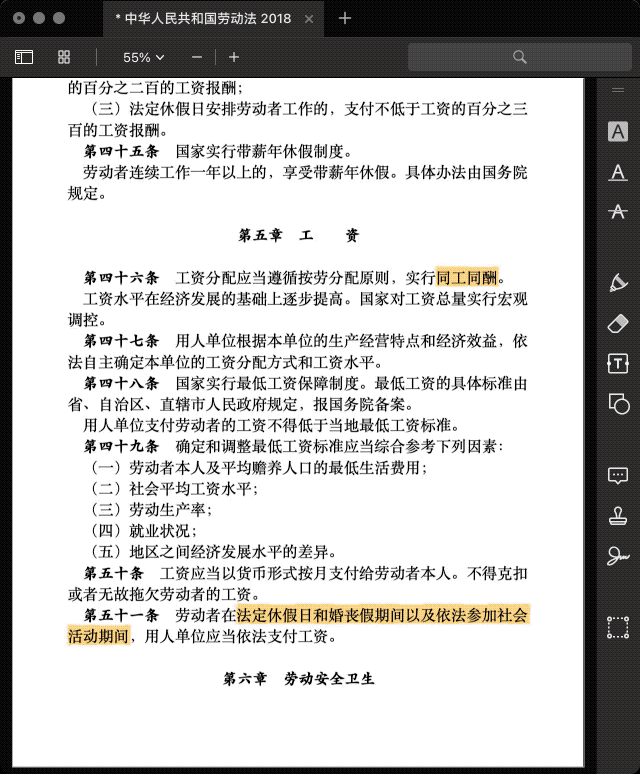 * 中华人民共和国劳动法 2018
55%
的百分之二百的工资报酬；
（三）法定休假日安排劳动者工作的，支付不低于工资的百分之三
百的工资报酬。
第四十五条 国家实行带薪年休假制度。
劳动者连续工作一年以上的，享受带薪年休假。具体办法由国务院
规定。
第五章 工 资
第四十六条 工资分配应当遵循按劳分配原则，实行同工同酬。
工资水平在经济发展的基础上逐步提高。国家对工资总量实行宏观
调控。
第四十七条 用人单位根据本单位的生产经营特点和经济效益，依
法自主确定本单位的工资分配方式和工资水平。
第四十八条 国家实行最低工资保障制度。最低工资的具体标准由
省、自治区、直辖市人民政府规定，报国务院备案。
用人单位支付劳动者的工资不得低于当地最低工资标准。
第四十九条 确定和调整最低工资标准应当综合参考下列因素：
（一）劳动者本人及平均赡养人口的最低生活费用；
（二）社会平均工资水平；
（三）劳动生产率；
（四）就业状况；
（五）地区之间经济发展水平的差异。
第五十条 工资应当以货币形式按月支付给劳动者本人。不得克扣
或者无故拖欠劳动者的工资。
第五十一条 劳动者在法定休假日和婚丧假期间以及依法参加社会
活动期间，用人单位应当依法支付工资。
第六章 劳动安全卫生